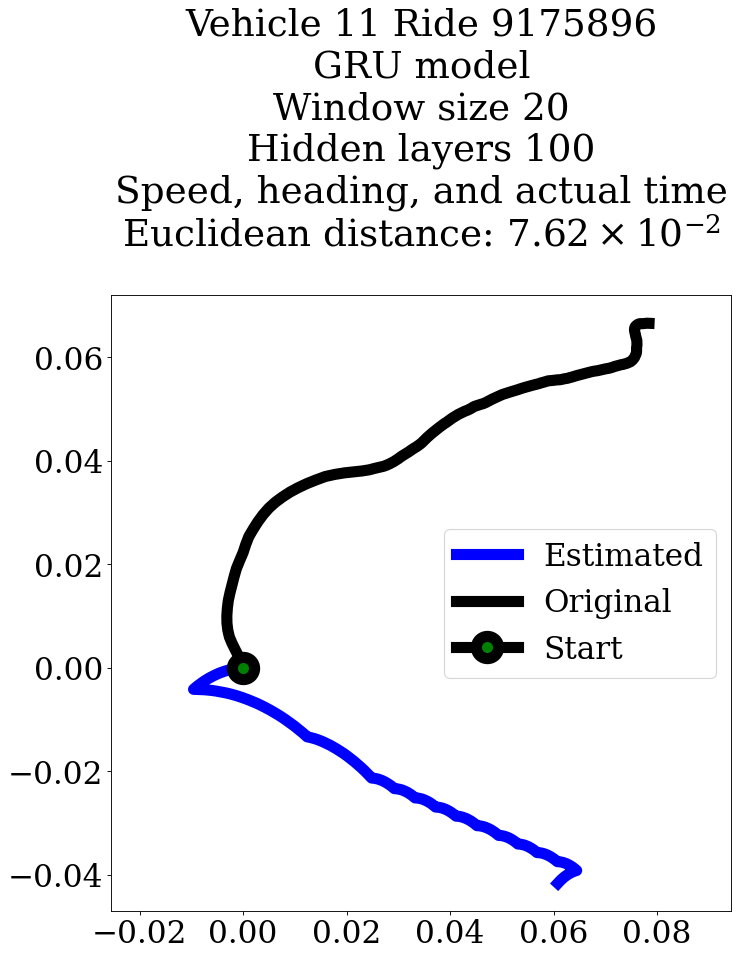 Vehicle 11 Ride 9175896
GRU model
Window size 20
Hidden layers 100
Speed, heading, and actual time
Euclidean distance: 7.62 × 10⁻²
0.06
0.04
0.02
0.00
−0.02
−0.04
Estimated
Original
Start
−0.02 0.00 0.02 0.04 0.06 0.08